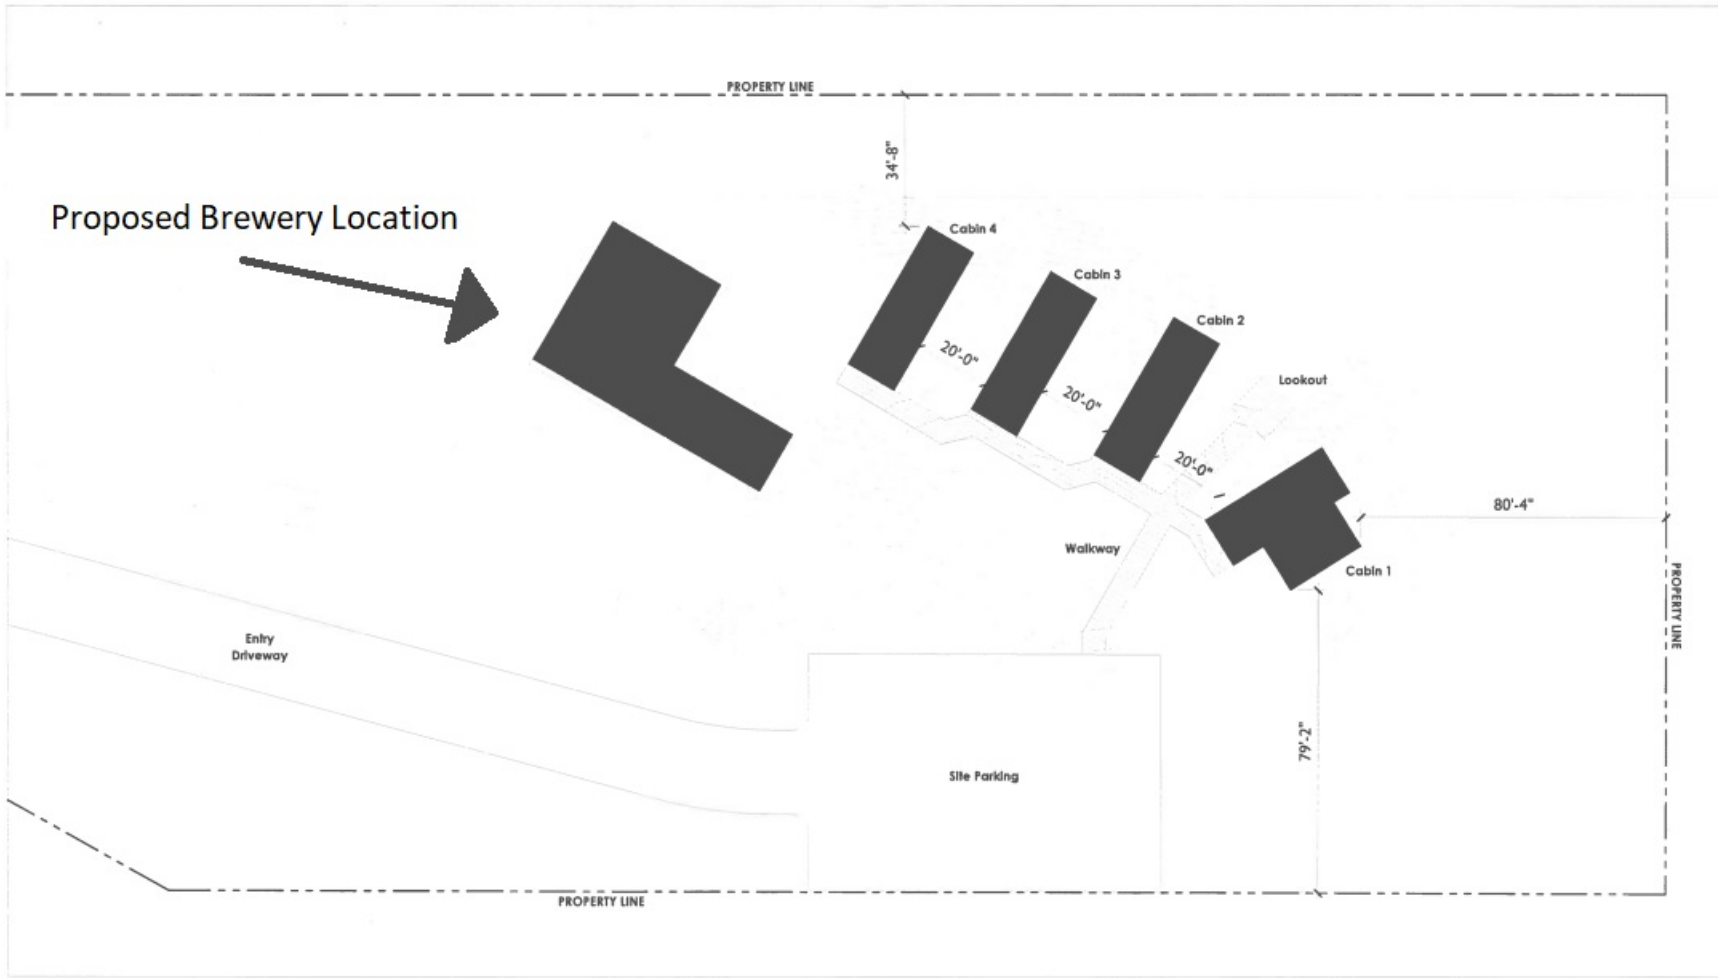 PROPERTY LINE
34'-8"
Proposed Brewery Location
Cabin 4
Cabin 3
Cabin 2
20'-0"
20'-0"
20'-0"
Lookout
80'-4"
Walkway
Cabin 1
PROPERTY LINE
Entry
Driveway
79'-2"
Site Parking
PROPERTY LINE